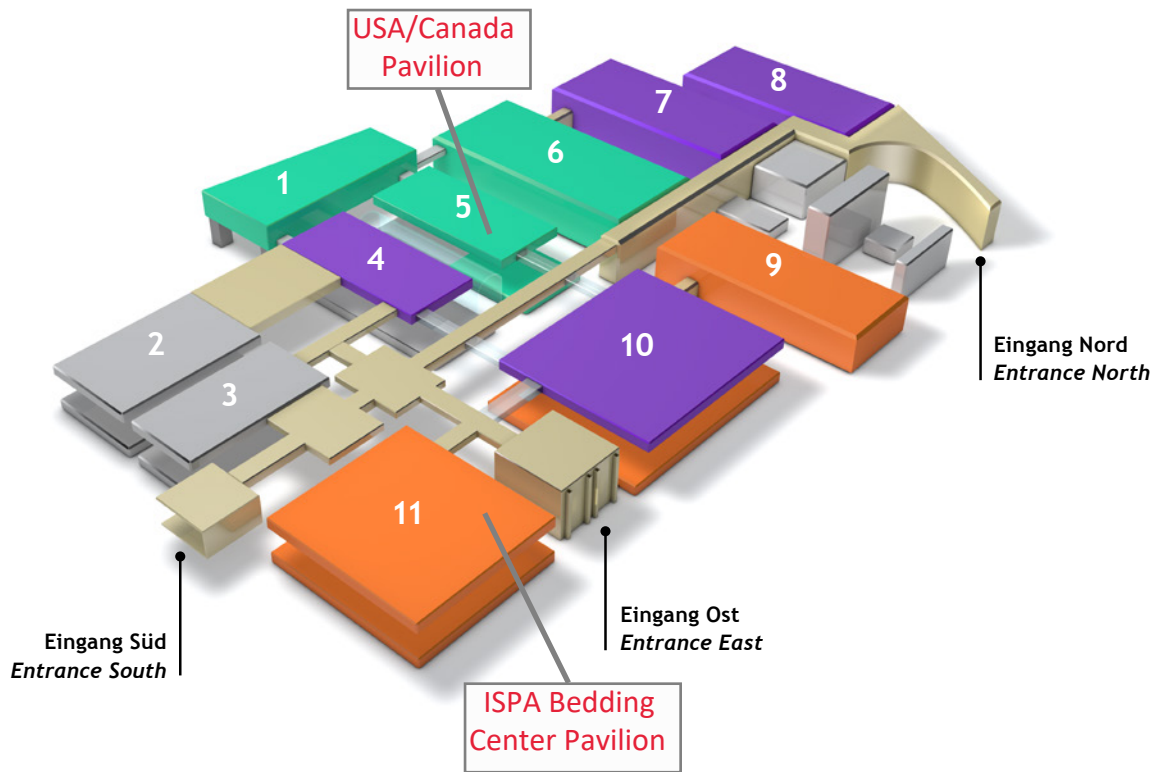 USA/Canada
Pavilion
8
7
6
1
5
4
9
2
10
3
Eingang Nord
Entrance North
11
Eingang Ost
Entrance East
Eingang Süd
Entrance South
ISPA Bedding
Center Pavilion